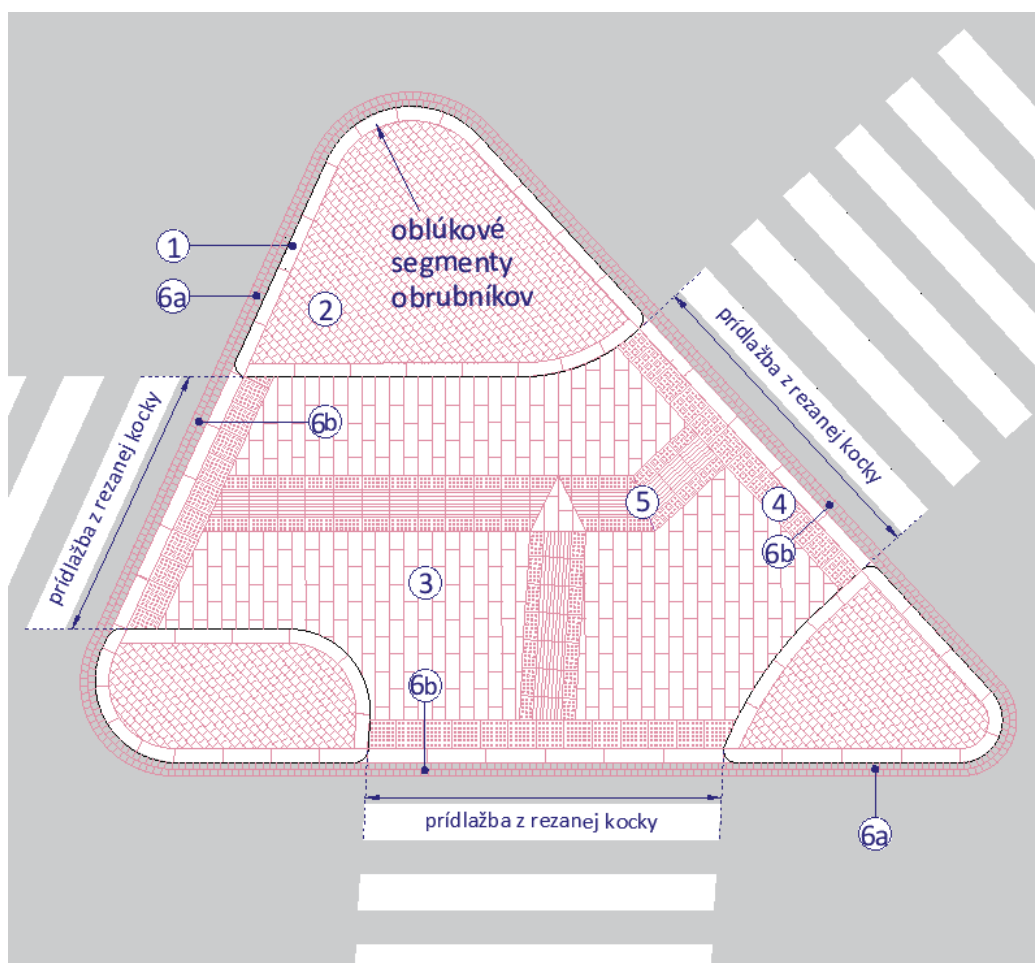 oblúkové
segmenty
obrubníkov
1
6a
2
prídlažba z rezanej kocky
6b
prídlažba z rezanej kocky
5
4
6b
3
6b
prídlažba z rezanej kocky
6a